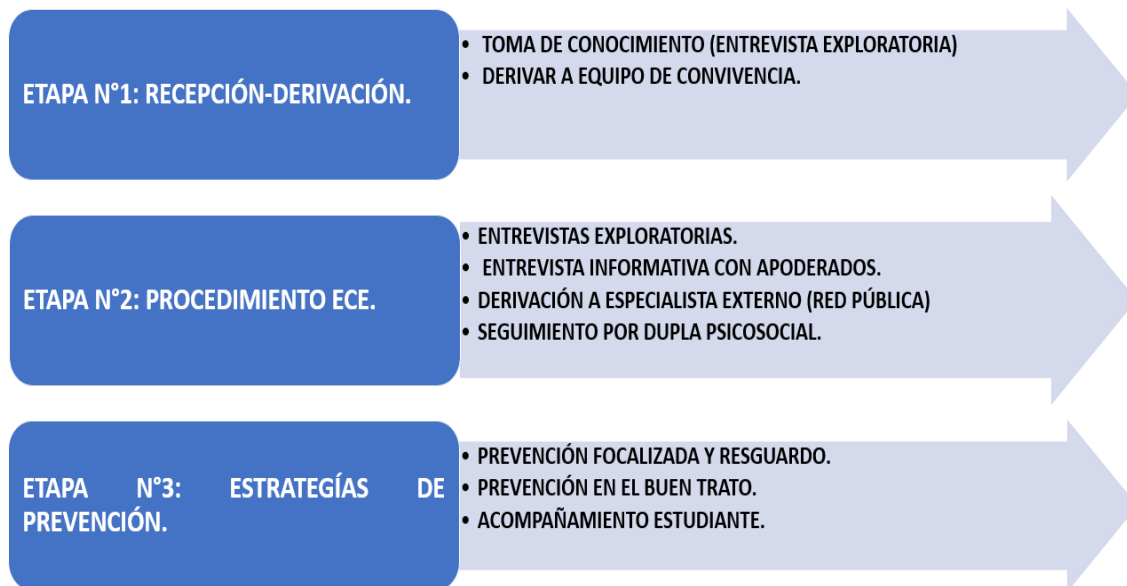 ETAPA N°1: RECEPCIÓN-DERIVACIÓN.
• TOMA DE CONOCIMIENTO (ENTREVISTA EXPLORATORIA)
• DERIVAR A EQUIPO DE CONVIVENCIA.
ETAPA N°2: PROCEDIMIENTO ECE.
• ENTREVISTAS EXPLORATORIAS.
• ENTREVISTA INFORMATIVA CON APODERADOS.
• DERIVACIÓN A ESPECIALISTA EXTERNO (RED PÚBLICA)
• SEGUIMIENTO POR DUPLA PSICOSOCIAL.
ETAPA N°3: ESTRATEGÍAS DE
PREVENCIÓN.
• PREVENCIÓN FOCALIZADA Y RESGUARDO.
• PREVENCIÓN EN EL BUEN TRATO.
• ACOMPAÑAMIENTO ESTUDIANTE.